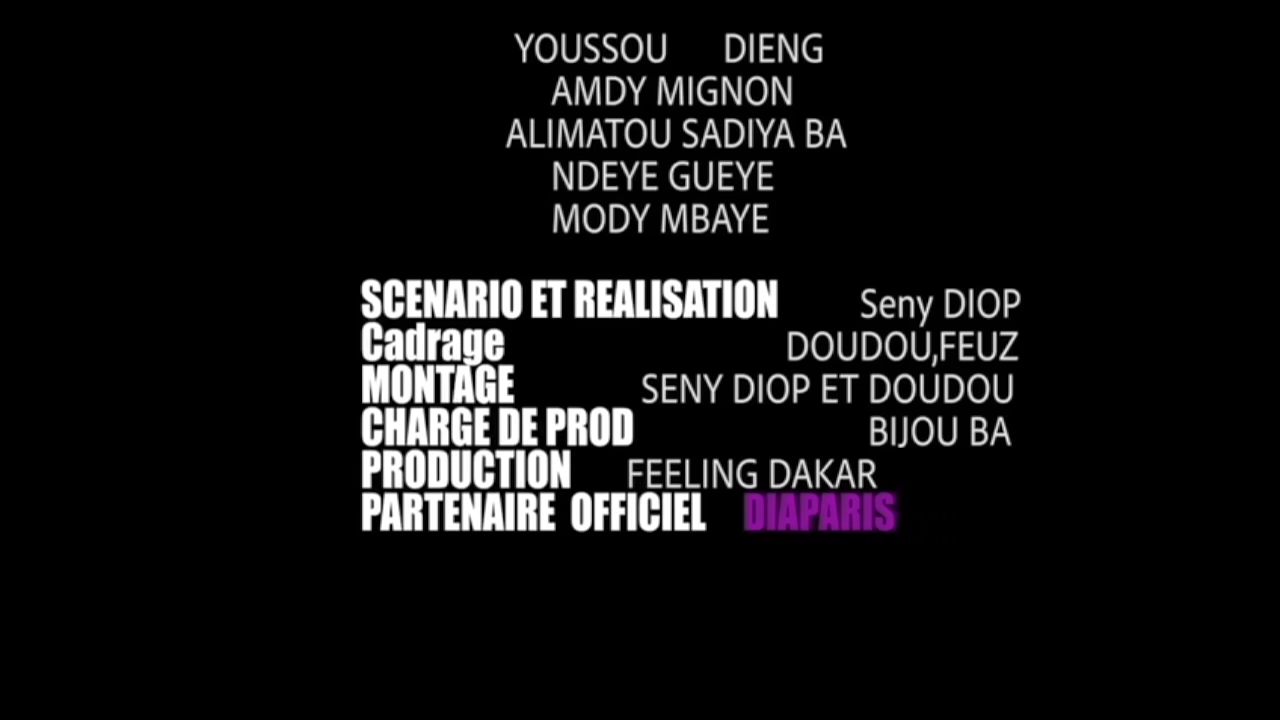 YOUSSOU DIENG
AMDY MIGNON
ALIMATOU SADIYA BA
NDEYE GUEYE
MODY MBAYE
SCENARIO ET REALISATION Seny DIOP
Cadrage DOUDOU,FEUZ
MONTAGE SENY DIOP ET DOUDOU
CHARGE DE PROD BIJOU BA
PRODUCTION FEELING DAKAR
PARTENAIRE OFFICIEL DIAPARIS